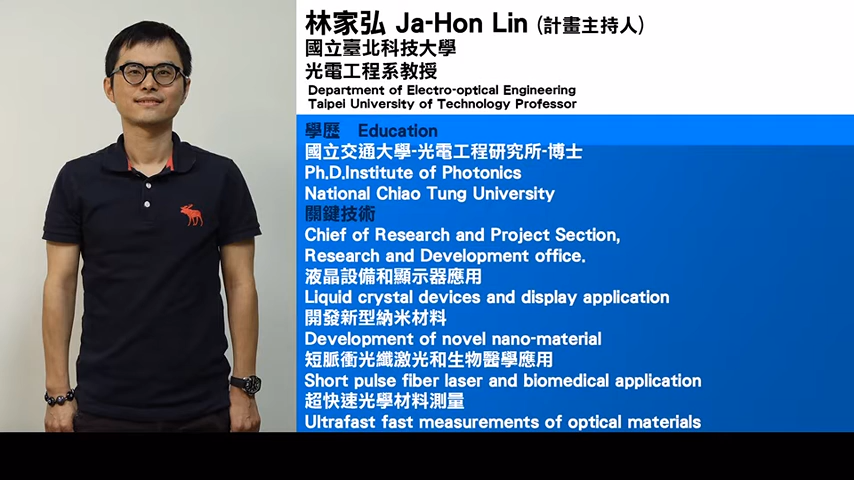 林家弘 Ja-Hon Lin (計畫主持人)
國立臺北科技大學
光電工程系教授
Department of Electro-optical Engineering
Taipei University of Technology Professor
學歷 Education
國立交通大學-光電工程研究所-博士
Ph.D.Institute of Photonics
National Chiao Tung University
關鍵技術
Chief of Research and Project Section,
Research and Development office.
液晶設備和顯示器應用
Liquid crystal devices and display application
開發新型納米材料
Development of novel nano-material
短脈衝光纖激光和生物醫學應用
Short pulse fiber laser and biomedical application
超快速光學材料測量
Ultrafast fast measurements of optical materials